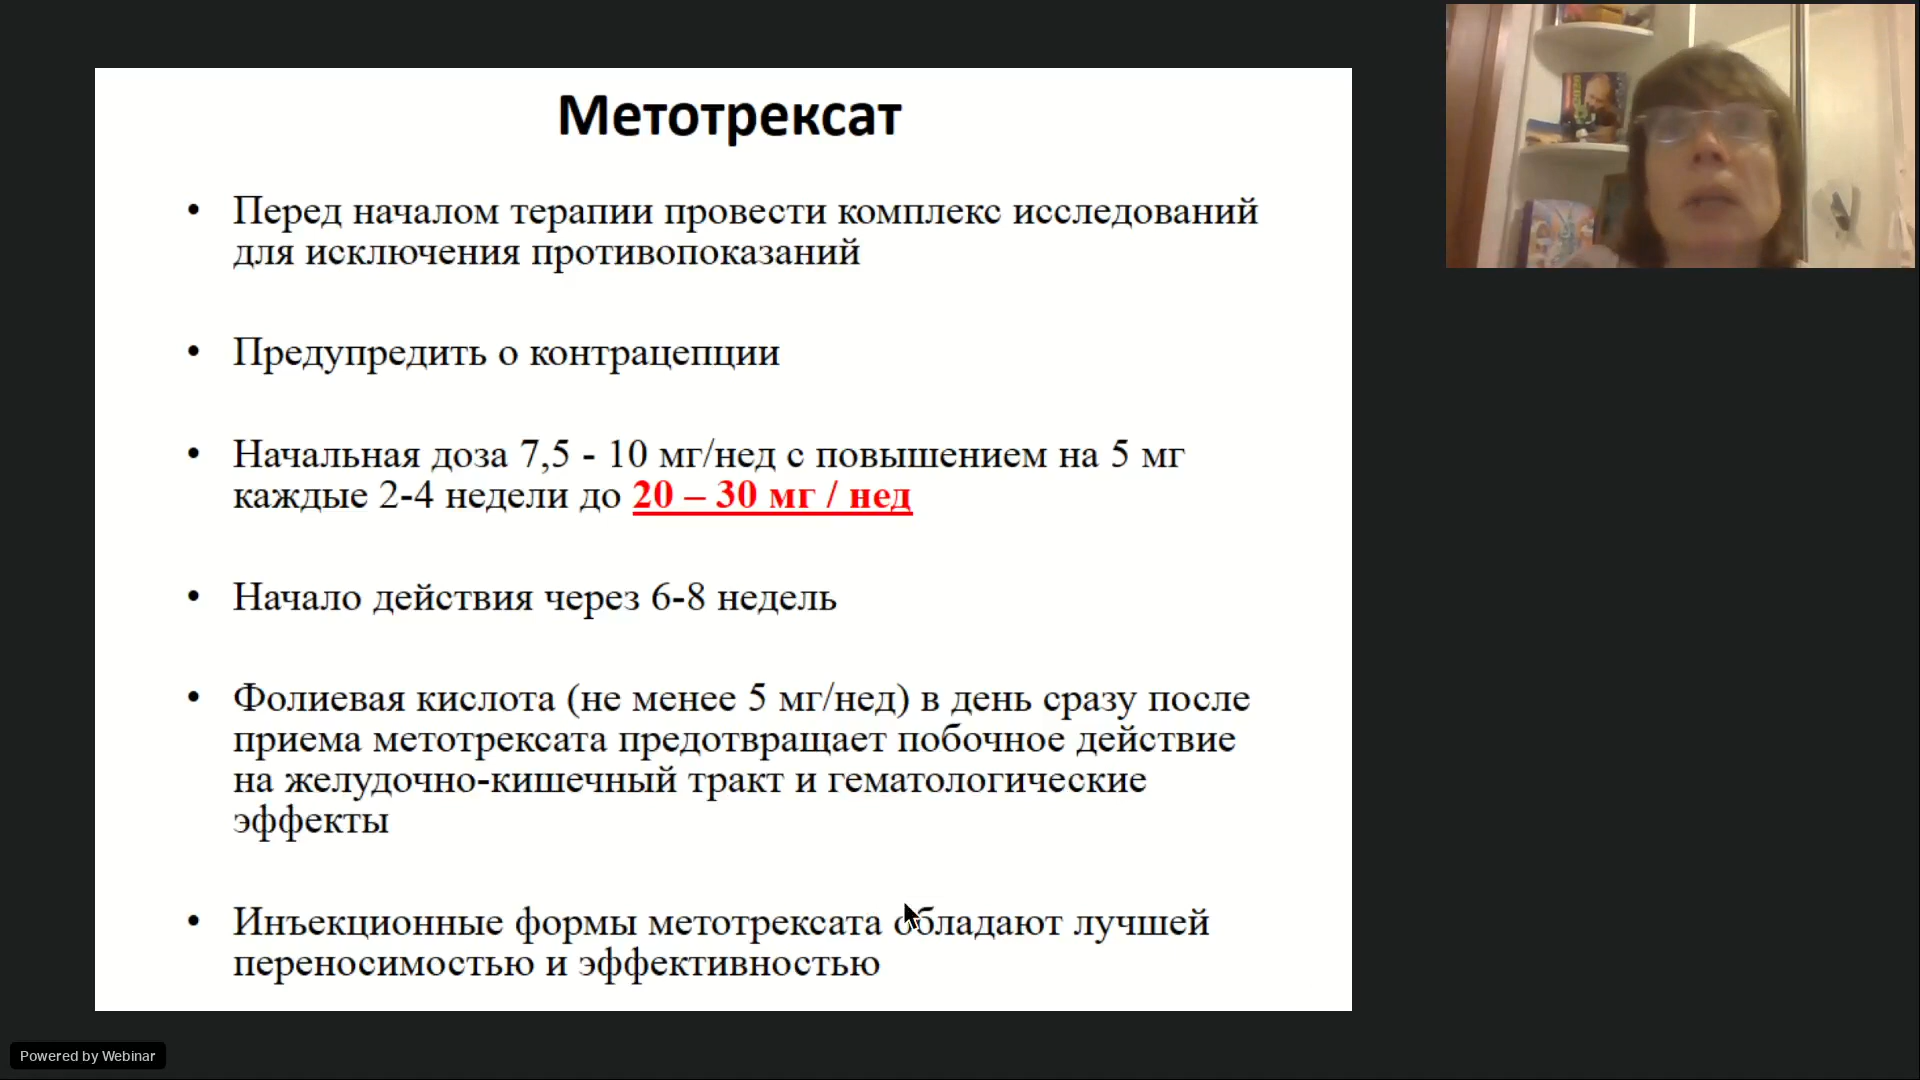 Метотрексат
• Перед началом терапии провести комплекс исследований
для исключения противопоказаний
• Предупредить о контрацепции
• Начальная доза 7,5 - 10 мг/нед с повышением на 5 мг
каждые 2-4 недели до 20 – 30 мг / нед
• Начало действия через 6-8 недель
• Фолиевая кислота (не менее 5 мг/нед) в день сразу после
приема метотрексата предотвращает побочное действие
на желудочно-кишечный тракт и гематологические
эффекты
• Инъекционные формы метотрексата обладают лучшей
переносимостью и эффективностью
Powered by Webinar